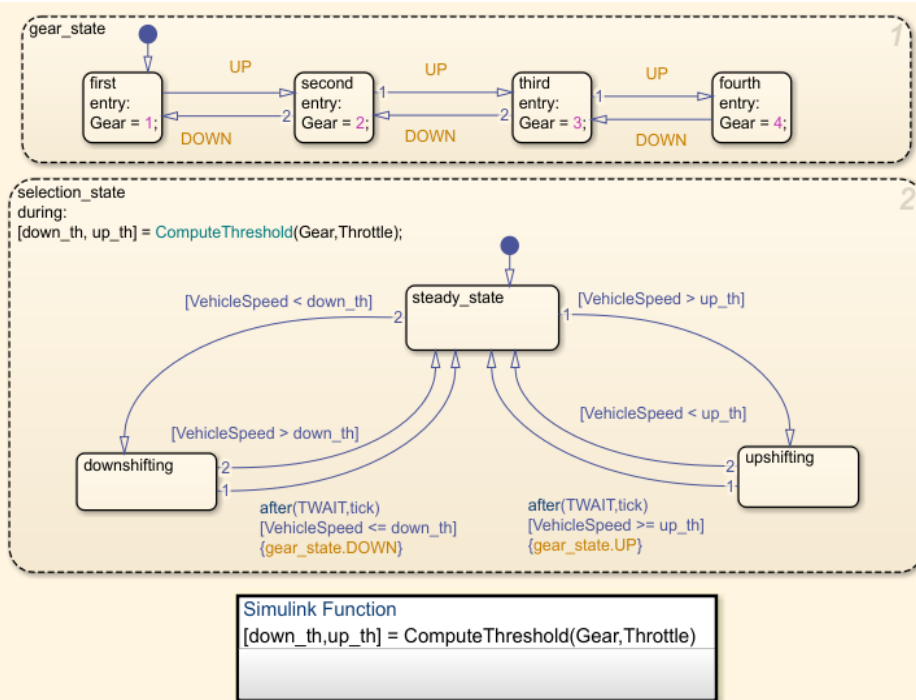 gear_state
1
first
entry:
Gear = 1;
UP
DOWN
2
second
entry:
Gear = 2;
1
UP
DOWN
2
third
entry:
Gear = 3;
1
UP
DOWN
fourth
entry:
Gear = 4;
selection_state
2
during:
[down_th, up_th] = ComputeThreshold(Gear,Throttle);
[VehicleSpeed < down_th]
2
steady_state
1
[VehicleSpeed > up_th]
[VehicleSpeed > down_th]
[VehicleSpeed < up_th]
downshifting
2
1
upshifting
2
1
after(TWAIT,tick)
[VehicleSpeed <= down_th]
{gear_state.DOWN}
after(TWAIT,tick)
[VehicleSpeed >= up_th]
{gear_state.UP}
Simulink Function
[down_th,up_th] = ComputeThreshold(Gear,Throttle)